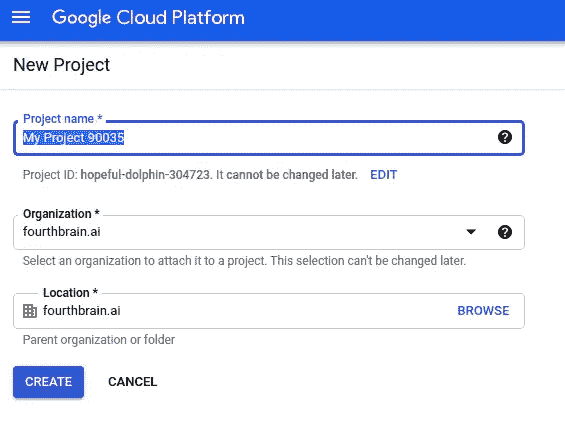 Google Cloud Platform
New Project
Project name *
My Project 90035
Project ID: hopeful-dolphin-304723. It cannot be changed later. EDIT
Organization *
fourthbrain.ai
Select an organization to attach it to a project. This selection can't be changed later.
Location *
fourthbrain.ai BROWSE
Parent organization or folder
CREATE CANCEL